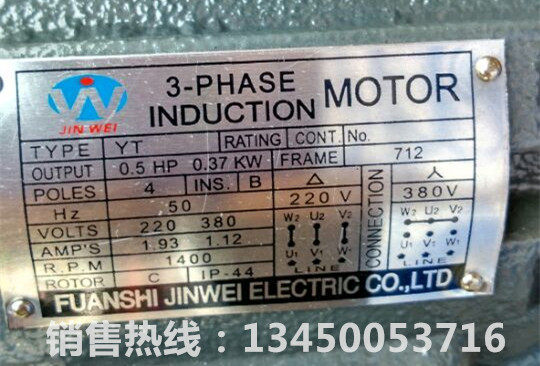 JIN WEI
3-PHASE INDUCTION MOTOR
TYPE YT RATING CONT. No.
OUTPUT 0.5 HP 0.37 KW FRAME 712
POLES 4 INS. B △ 人
Hz 50 220 V CONNECTION 380V
VOLTS 220 380 W2 U2 V2 W2 U2 V2
AMP'S 1.93 1.12 U1 V1 W1 U1 V1 W1
R.P.M 1400 LINE LINE
ROTOR C IP-44
FUANSHI JINWEI ELECTRIC CO.,LTD
销售热线：13450053716